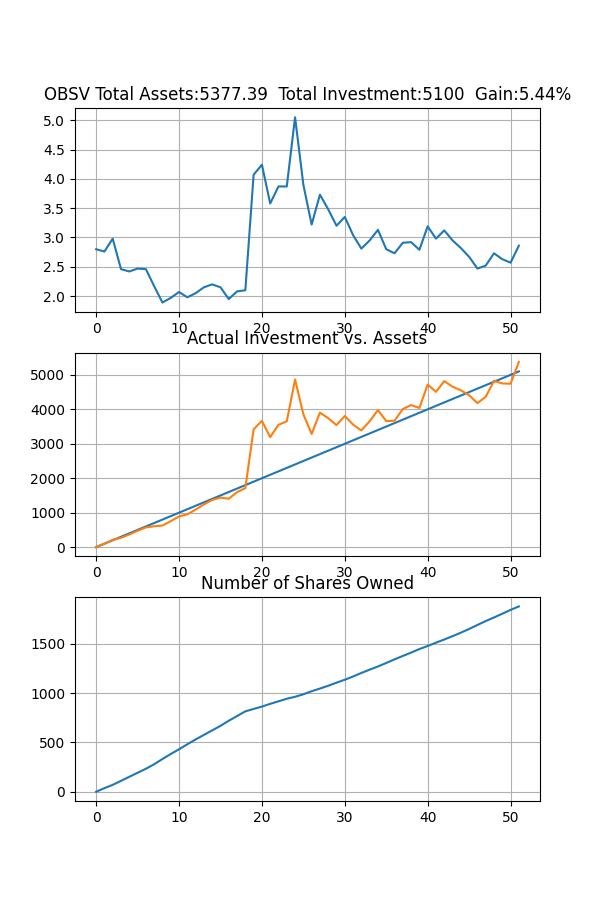 OBSV Total Assets:5377.39  Total Investment:5100  Gain:5.44%
5.0
4.5
4.0
3.5
3.0
2.5
2.0
0 10 20 30 40 50
Actual Investment vs. Assets
5000
4000
3000
2000
1000
0
0 10 20 30 40 50
Number of Shares Owned
1500
1000
500
0
0 10 20 30 40 50